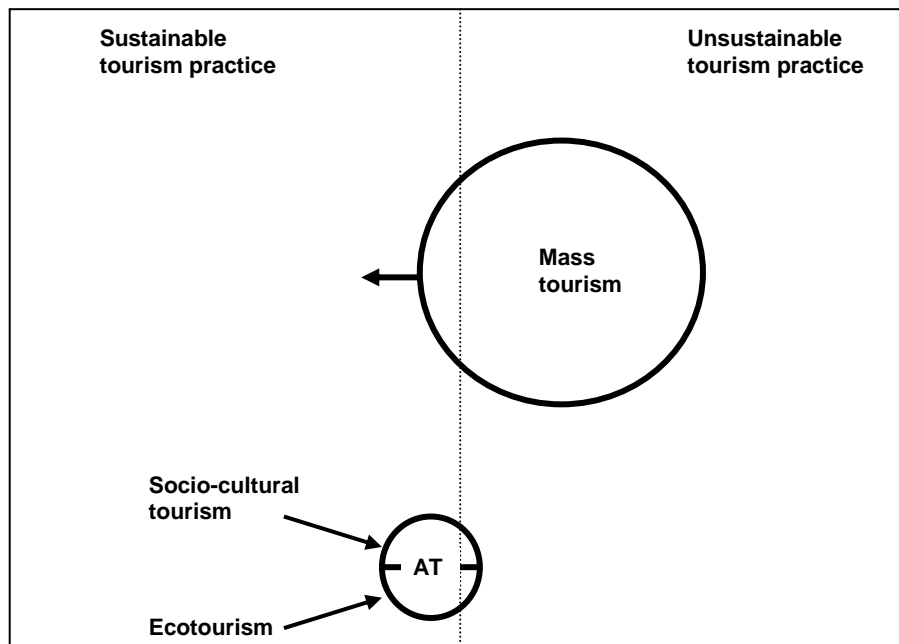 Sustainable
tourism practice
Unsustainable
tourism practice
Mass
tourism
Socio-cultural
tourism
AT
Ecotourism